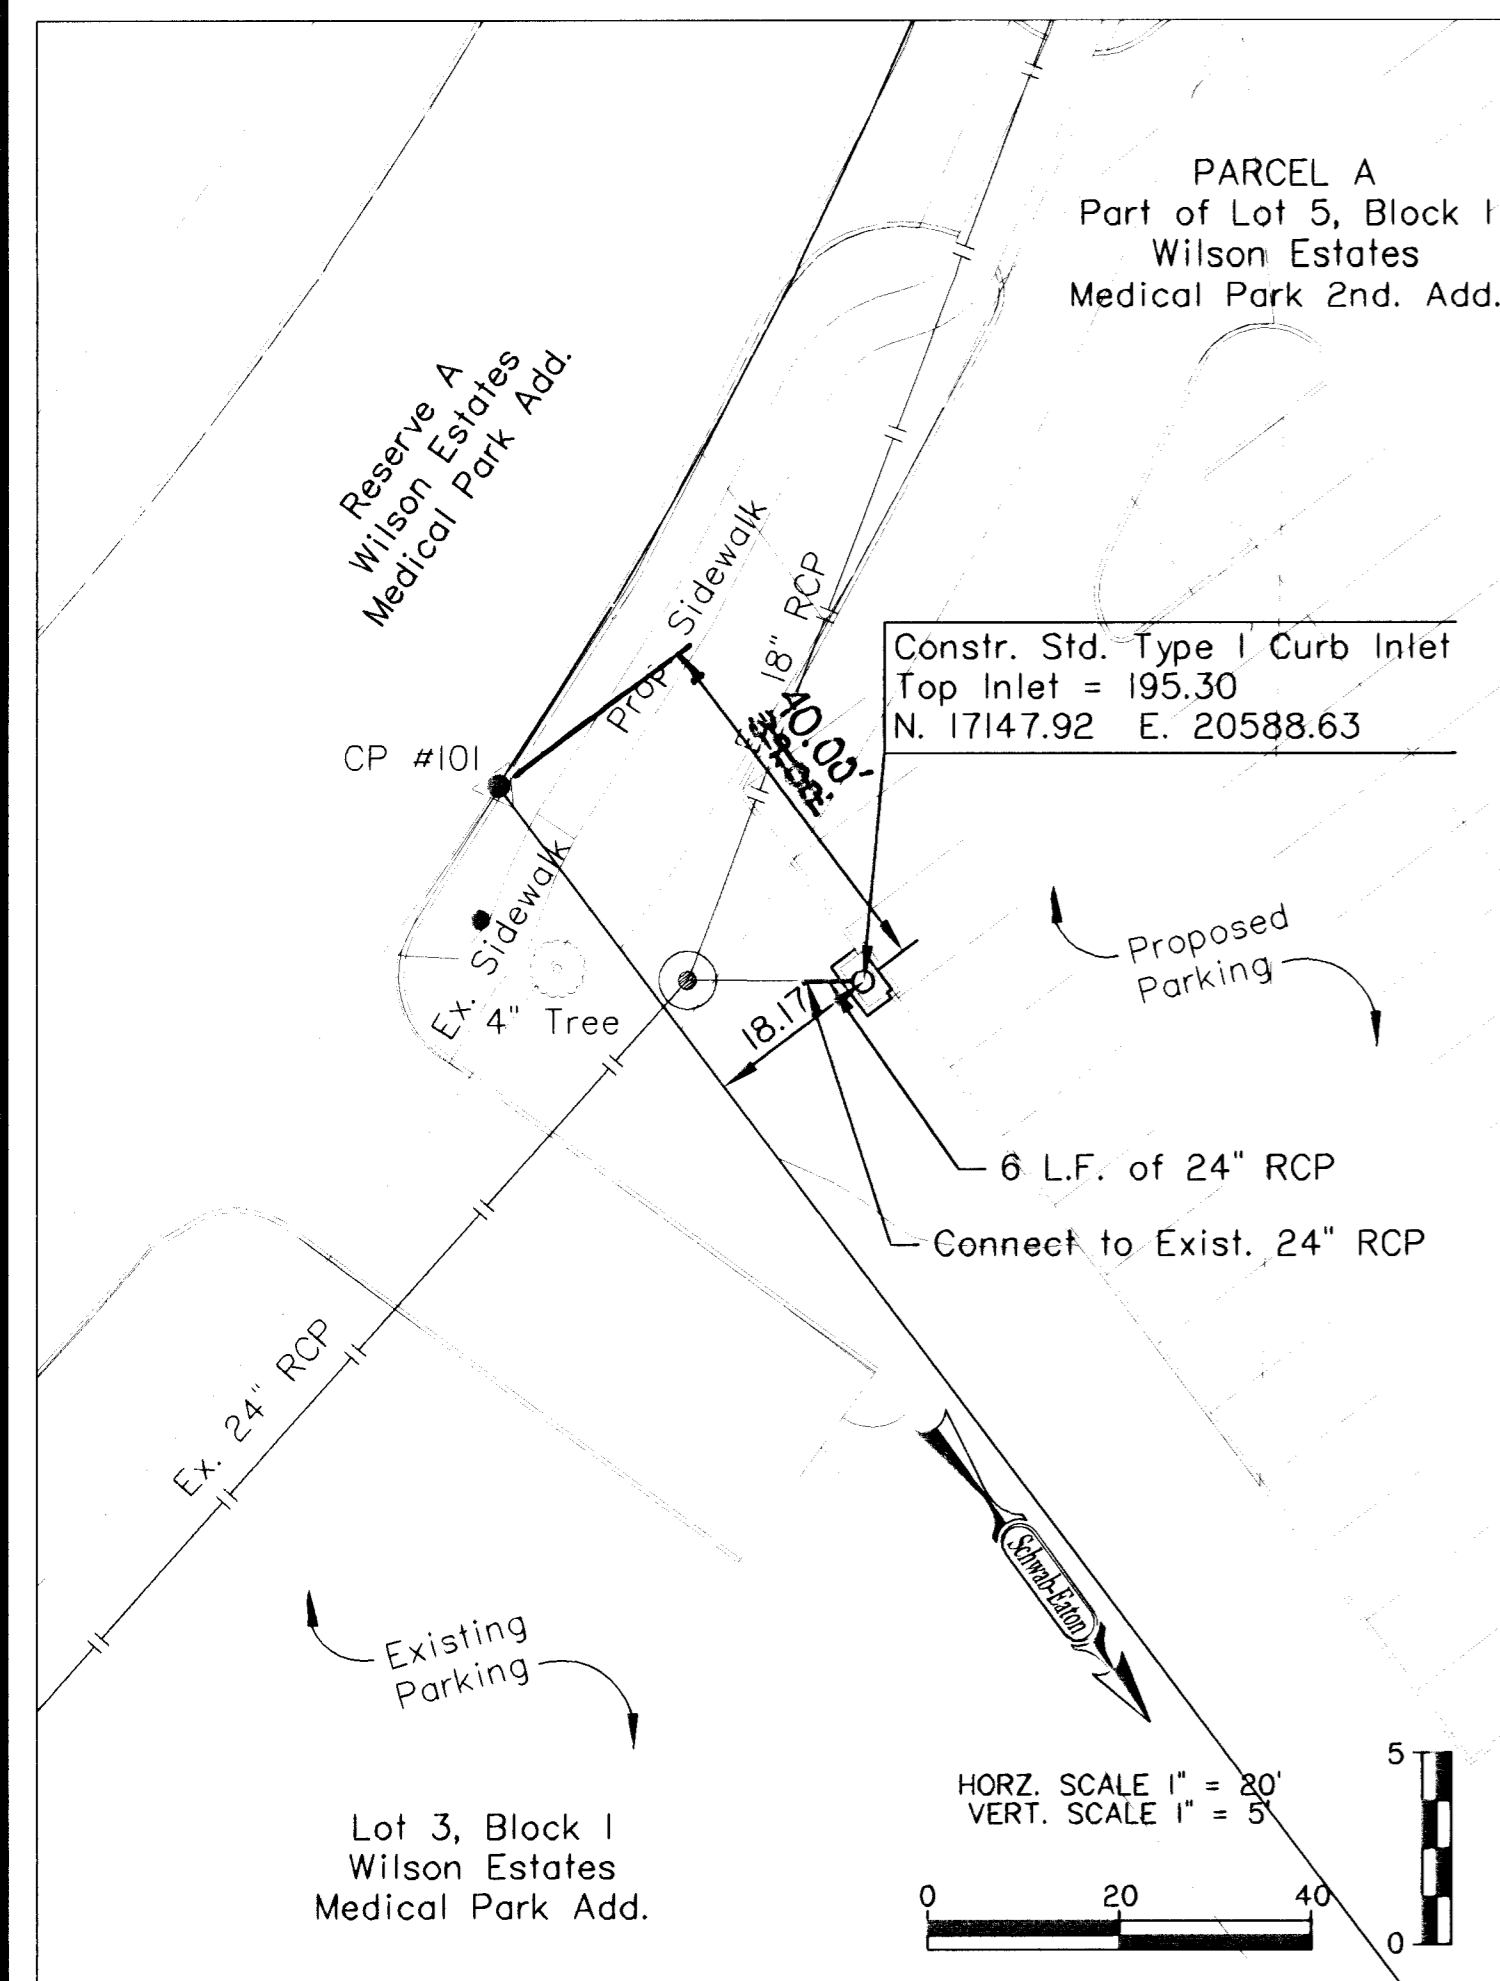 PARCEL A
Part of Lot 5, Block 1
Wilson Estates
Medical Park 2nd. Add.
Reserve A
Wilson Estates
Medical Park Add.
Prop. Sidewalk
18" RCP
Constr. Std. Type 1 Curb Inlet
Top Inlet = 195.30
N. 17147.92 E. 20588.63
40.00'
CP #101
Ex. Sidewalk
4" Tree
18.17'
Proposed
Parking
6 L.F. of 24" RCP
Connect to Exist. 24" RCP
Ex. 24" RCP
Schwab-Eaton
Existing
Parking
HORZ. SCALE 1" = 20'
VERT. SCALE 1" = 5'
Lot 3, Block 1
Wilson Estates
Medical Park Add.
0 20 40
5
0